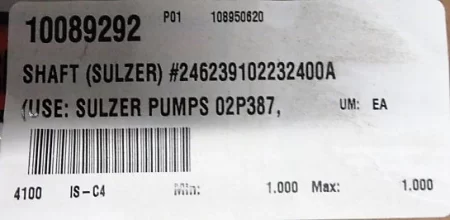 10089292 P01 108950620
SHAFT (SULZER) #246239102232400A
(USE: SULZER PUMPS 02P387, UM: EA
4100 IS-C4 Min: 1.000 Max: 1.000